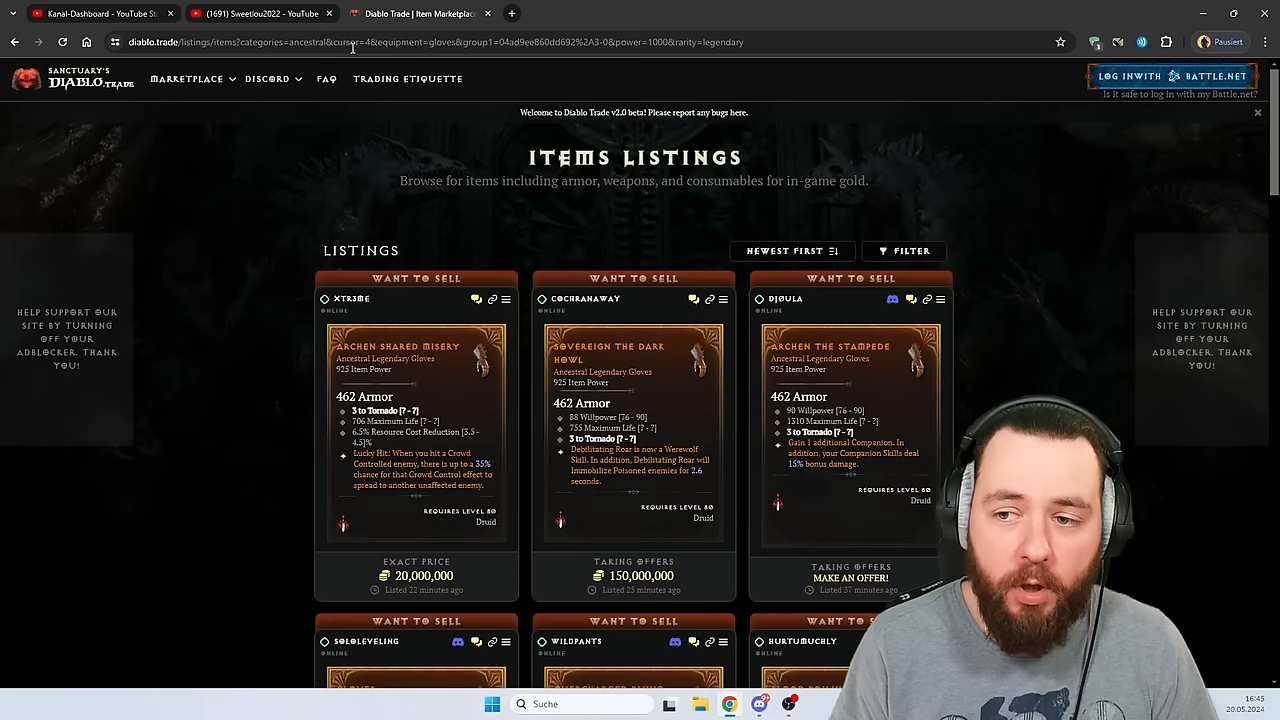 Kanal-Dashboard - YouTube St
(1691) Sweetlou2022 - YouTube
Diablo Trade | Item Marketplac
diablo.trade/listings/items?categories=ancestral&cursor=4&equipment=gloves&group1=04ad9ee860dd692%2A3-0&power=1000&rarity=legendary
Pausiert
SANCTUARY'S
DIABLO.TRADE
MARKETPLACE
DISCORD
FAQ
TRADING ETIQUETTE
LOG IN WITH BATTLE.NET
Is it safe to log in with my Battle.net?
Welcome to Diablo Trade v2.0 beta! Please report any bugs here.
ITEMS LISTINGS
Browse for items including armor, weapons, and consumables for in-game gold.
HELP SUPPORT OUR
SITE BY TURNING
OFF YOUR
ADBLOCKER. THANK
YOU!
LISTINGS
NEWEST FIRST
FILTER
WANT TO SELL
XTR3ME
ONLINE
ARCHEN SHARED MISERY
Ancestral Legendary Gloves
925 Item Power
462 Armor
3 to Tornado [? - ?]
706 Maximum Life [? - ?]
6.5% Resource Cost Reduction [3.5 -
4.5]%
Lucky Hit: When you hit a Crowd
Controlled enemy, there is up to a 35%
chance for that Crowd Control effect to
spread to another unaffected enemy.
REQUIRES LEVEL 80
Druid
EXACT PRICE
20,000,000
Listed 22 minutes ago
WANT TO SELL
COCHRANAWAY
ONLINE
SOVEREIGN THE DARK
HOWL
Ancestral Legendary Gloves
925 Item Power
462 Armor
88 Willpower [76 - 90]
755 Maximum Life [? - ?]
3 to Tornado [? - ?]
Debilitating Roar is now a Werewolf
Skill. In addition, Debilitating Roar will
Immobilize Poisoned enemies for 2.6
seconds.
REQUIRES LEVEL 80
Druid
TAKING OFFERS
150,000,000
Listed 25 minutes ago
WANT TO SELL
DJØULA
ONLINE
ARCHEN THE STAMPEDE
Ancestral Legendary Gloves
925 Item Power
462 Armor
90 Willpower [76 - 90]
1310 Maximum Life [? - ?]
3 to Tornado [? - ?]
Gain 1 additional Companion. In
addition, your Companion Skills deal
15% bonus damage.
REQUIRES LEVEL 80
Druid
TAKING OFFERS
MAKE AN OFFER!
Listed 37 minutes ago
HELP SUPPORT OUR
SITE BY TURNING
OFF YOUR
ADBLOCKER. THANK
YOU!
WANT TO SELL
SOLOLEVELING
ONLINE
WANT TO SELL
WILDPANTS
ONLINE
WANT TO SELL
HURTUMUCHLY
ONLINE
Suche
16:45
20.05.2024